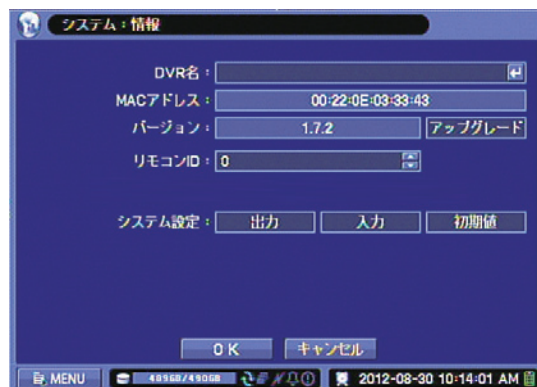 システム：情報
DVR名：
MACアドレス： 00:22:0E:03:33:43
バージョン： 1.7.2 アップグレード
リモコンID： 0
システム設定： 出力 入力 初期値
OK キャンセル
MENU 489GB/490GB 2012-08-30 10:14:01 AM